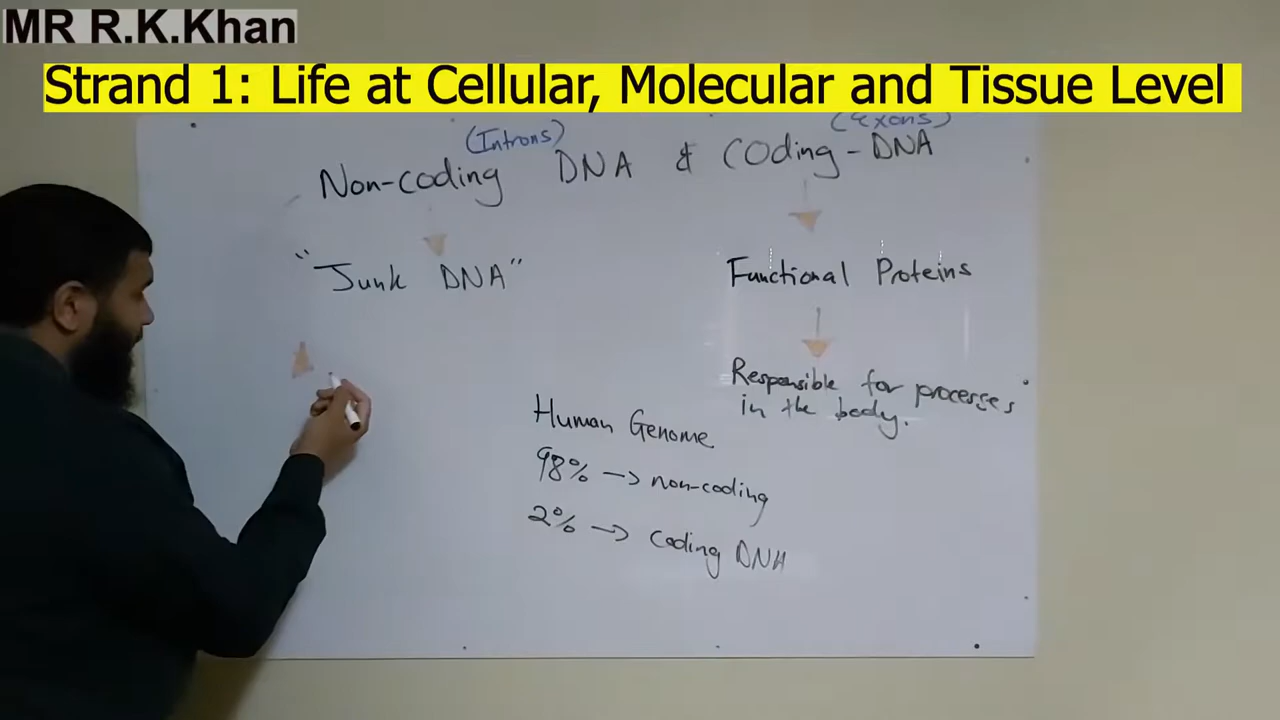 MR R.K.Khan
Strand 1: Life at Cellular, Molecular and Tissue Level
(Introns) (Exons)
Non-coding DNA & Coding-DNA
"Junk DNA" Functional Proteins
Responsible for processes
in the body.
Human Genome
98% → non-coding
2% → coding DNA